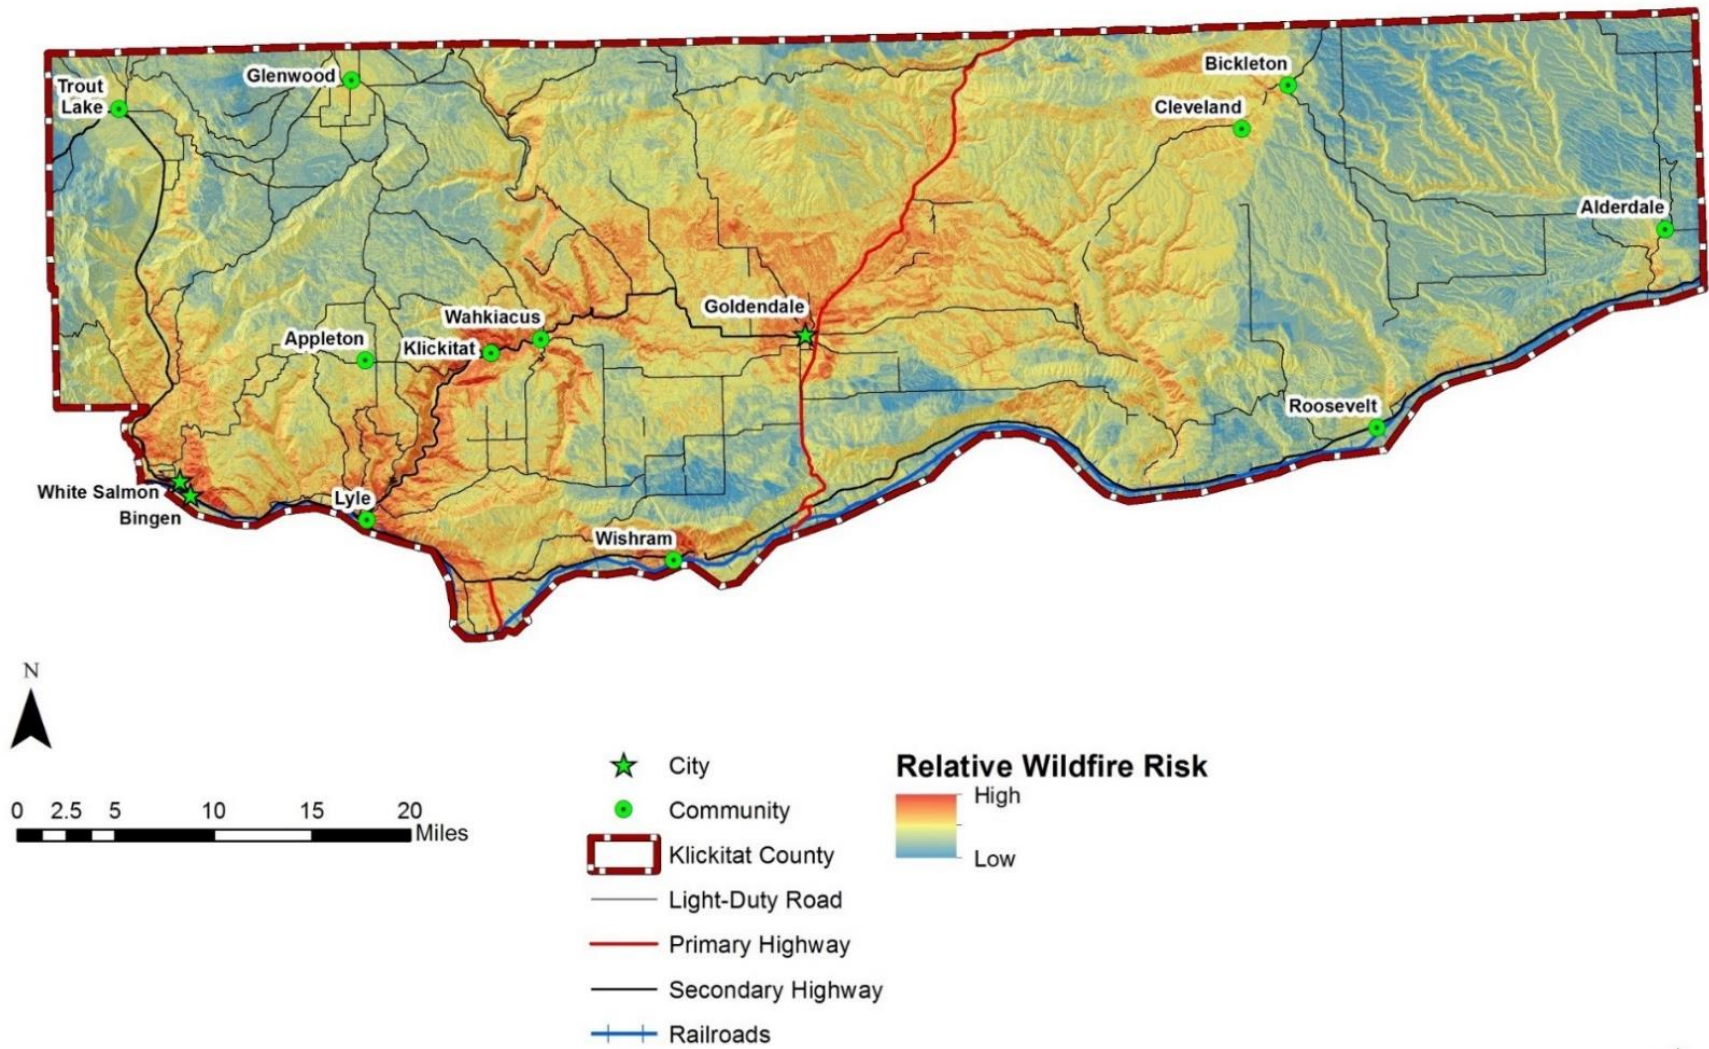 Trout
Lake
Glenwood
Bickleton
Cleveland
Alderdale
Goldendale
Wahkiacus
Klickitat
Appleton
Roosevelt
White Salmon
Bingen
Lyle
Wishram
N
0 2.5 5 10 15 20
Miles
City
Community
Klickitat County
Light-Duty Road
Primary Highway
Secondary Highway
Railroads
Relative Wildfire Risk
High
Low